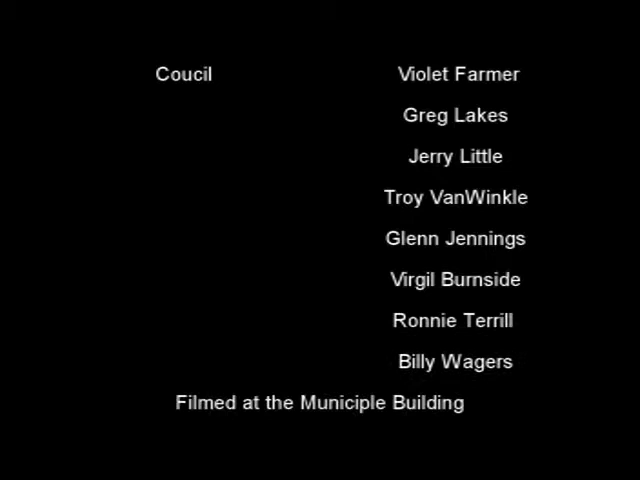 Coucil Violet Farmer
Greg Lakes
Jerry Little
Troy VanWinkle
Glenn Jennings
Virgil Burnside
Ronnie Terrill
Billy Wagers
Filmed at the Municiple Building